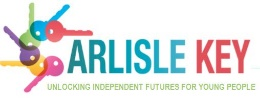 ARLISLE KEY
UNLOCKING INDEPENDENT FUTURES FOR YOUNG PEOPLE